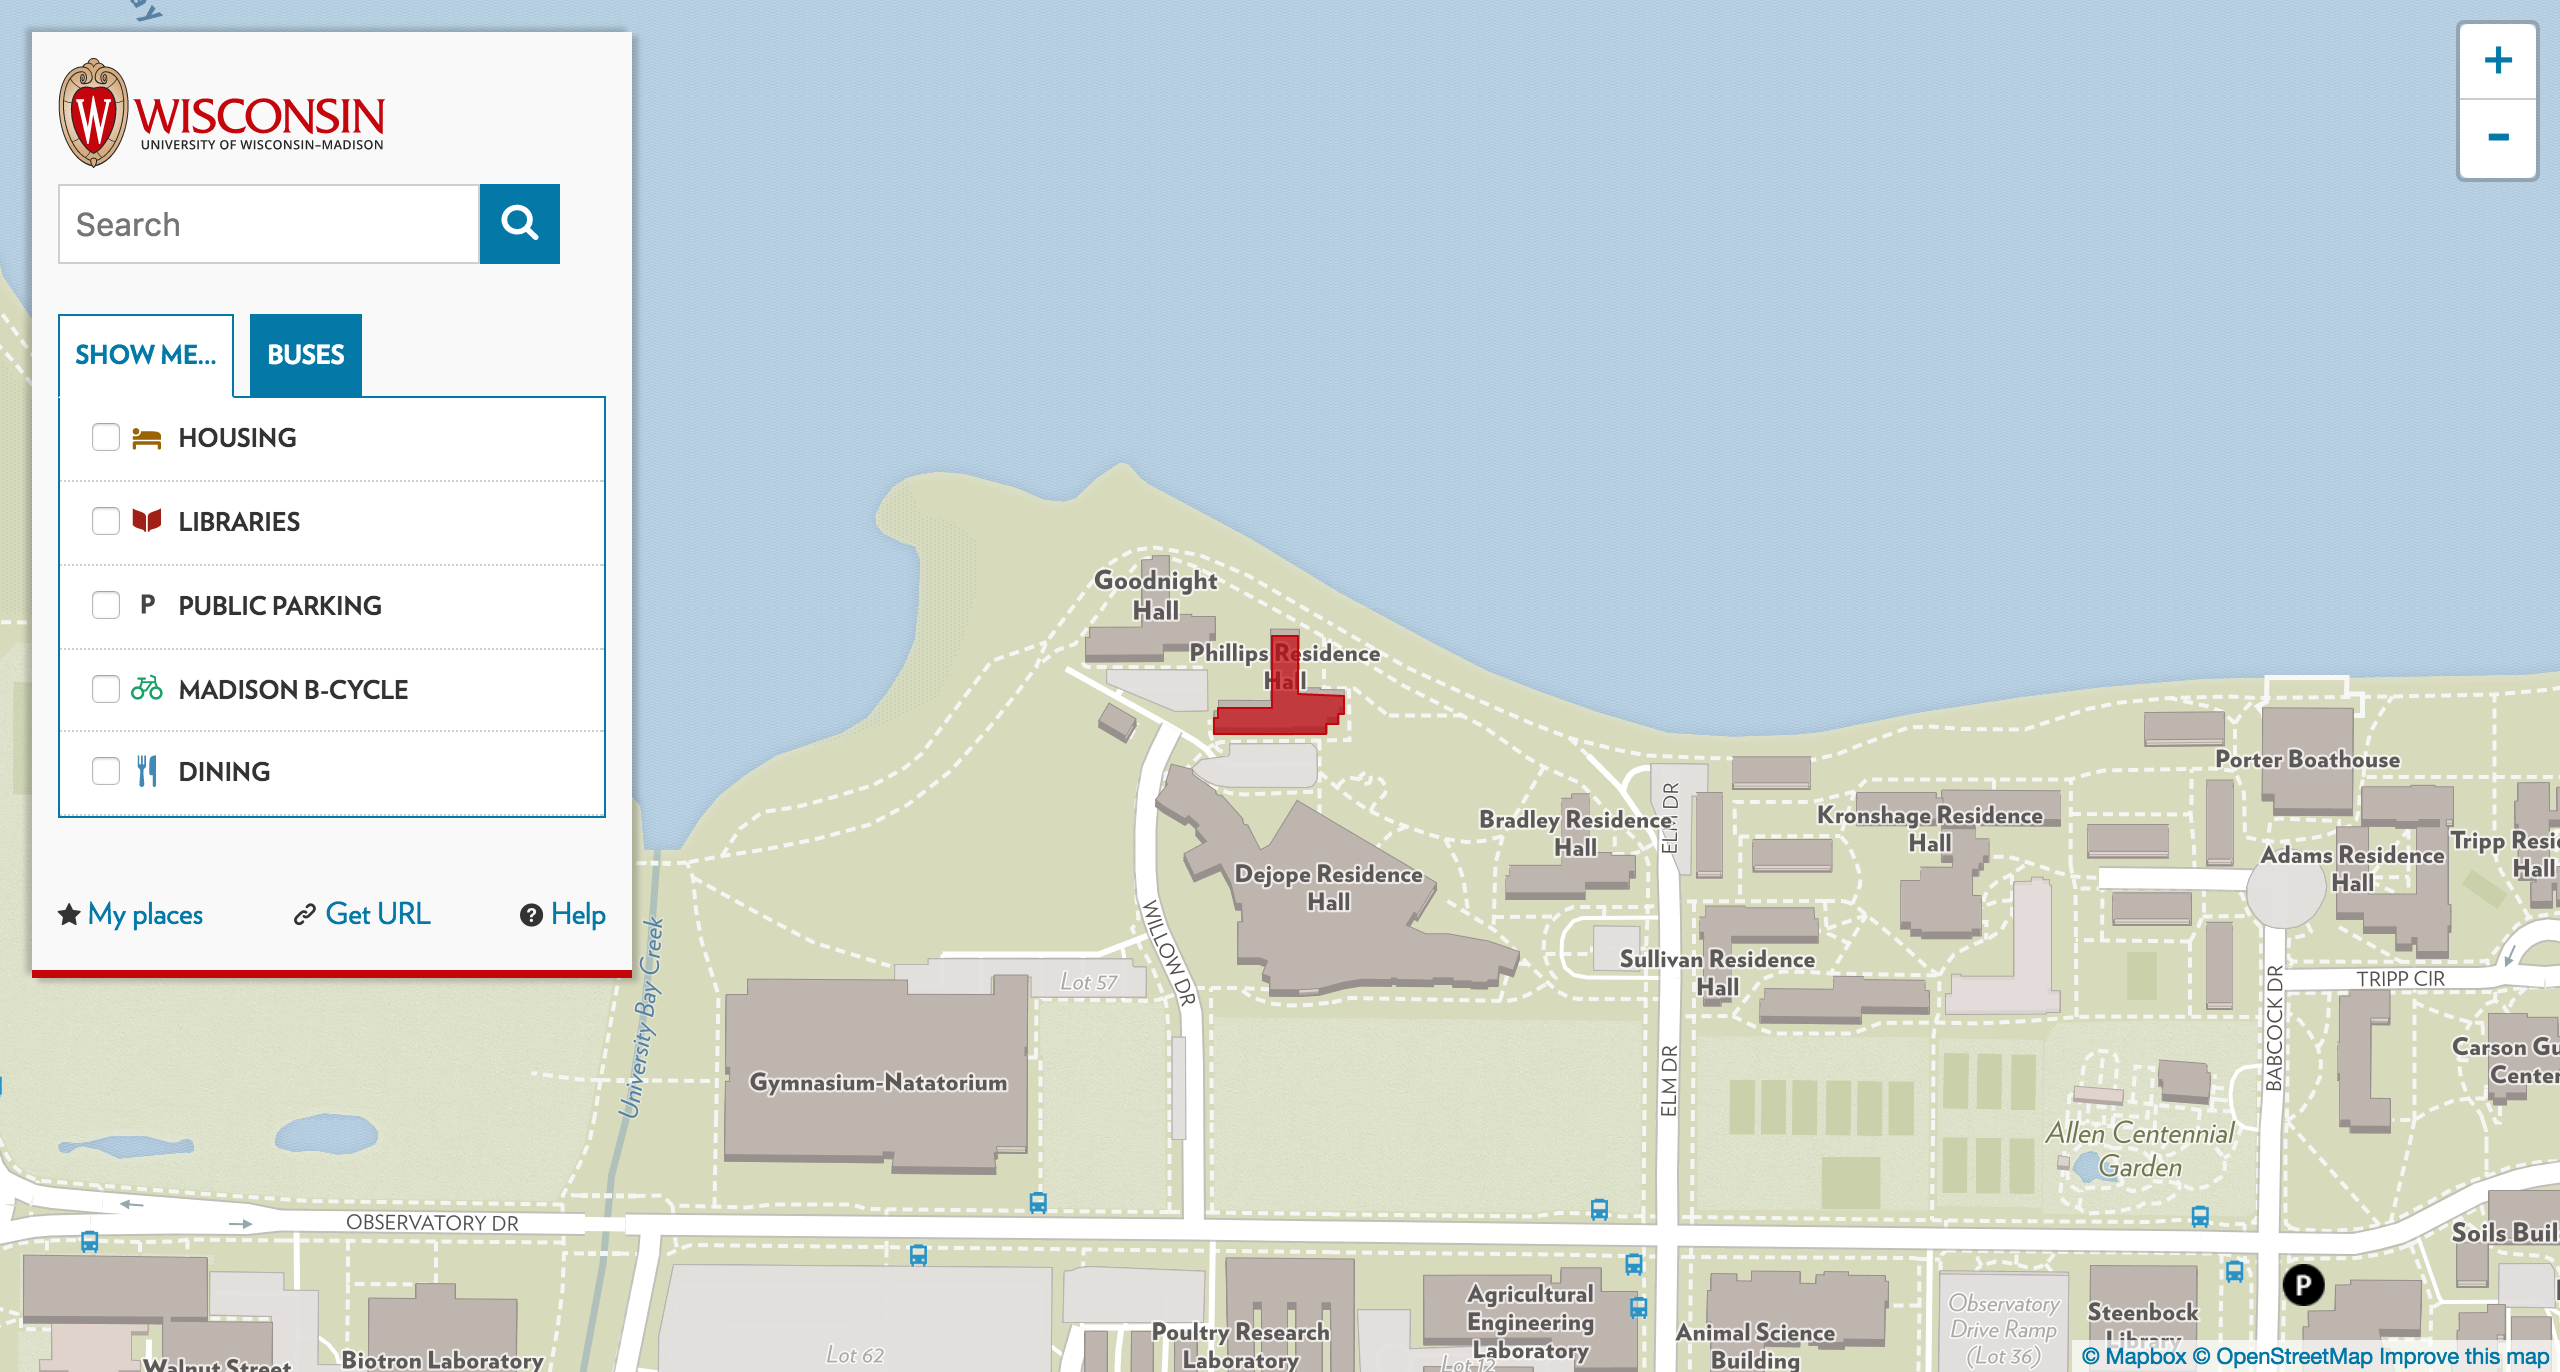 WISCONSIN
UNIVERSITY OF WISCONSIN–MADISON
Search
SHOW ME...
BUSES
HOUSING
LIBRARIES
P PUBLIC PARKING
MADISON B-CYCLE
DINING
My places
Get URL
? Help
+
-
Goodnight
Hall
Phillips Residence
Hall
Porter Boathouse
Bradley Residence
Hall
ELM DR
Kronshage Residence
Hall
Adams Residence
Hall
Tripp Resi
Hall
Dejope Residence
Hall
WILLOW DR
Sullivan Residence
Hall
University Bay Creek
Lot 57
TRIPP CIR
BABCOCK DR
Carson Gu
Center
Gymnasium-Natatorium
ELM DR
Allen Centennial
Garden
OBSERVATORY DR
Soils Buil
P
Agricultural
Engineering
Laboratory
Observatory
Drive Ramp
(Lot 36)
Steenbock
Library
Poultry Research
Laboratory
Animal Science
Building
Lot 62
Lot 12
Walnut Street
Biotron Laboratory
© Mapbox © OpenStreetMap Improve this map